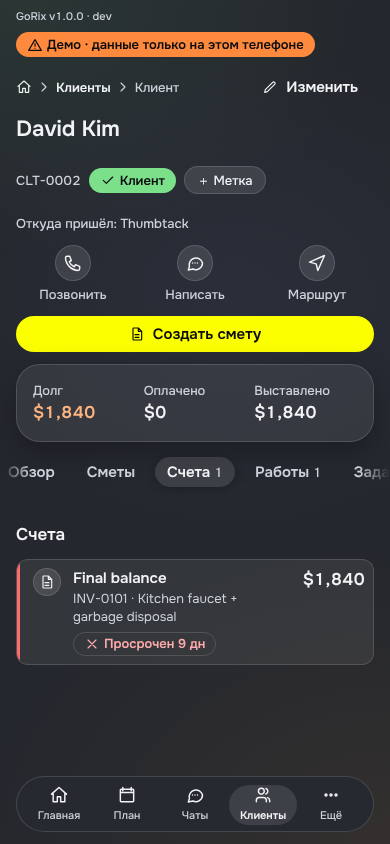 GoRix v1.0.0 · dev
Демо · данные только на этом телефоне
Клиенты
Клиент
Изменить
David Kim
CLT-0002
Клиент
+ Метка
Откуда пришёл: Thumbtack
Позвонить
Написать
Маршрут
Создать смету
Долг
Оплачено
Выставлено
$1,840
$0
$1,840
Обзор
Сметы
Счета 1
Работы 1
Зада
Счета
Final balance
$1,840
INV-0101 · Kitchen faucet +
garbage disposal
Просрочен 9 дн
Главная
План
Чаты
Клиенты
Ещё